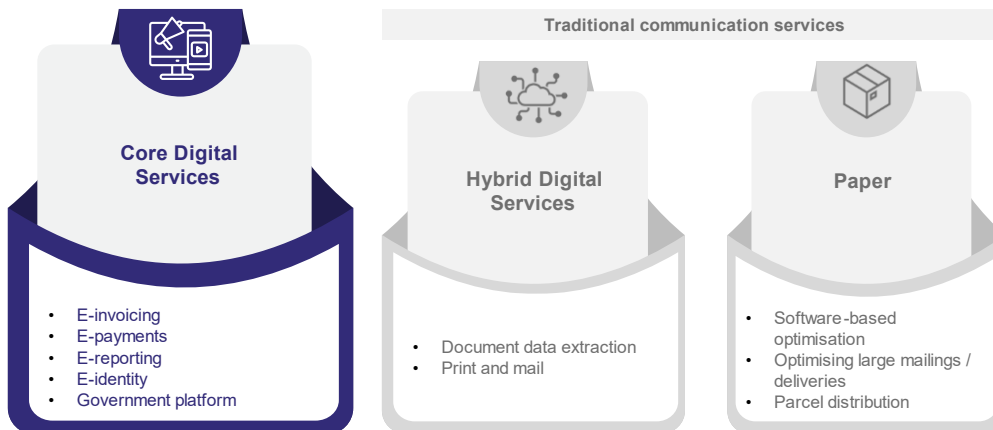 Traditional communication services
Core Digital
Services
• E-invoicing
• E-payments
• E-reporting
• E-identity
• Government platform
Hybrid Digital
Services
• Document data extraction
• Print and mail
Paper
• Software-based
optimisation
• Optimising large mailings /
deliveries
• Parcel distribution